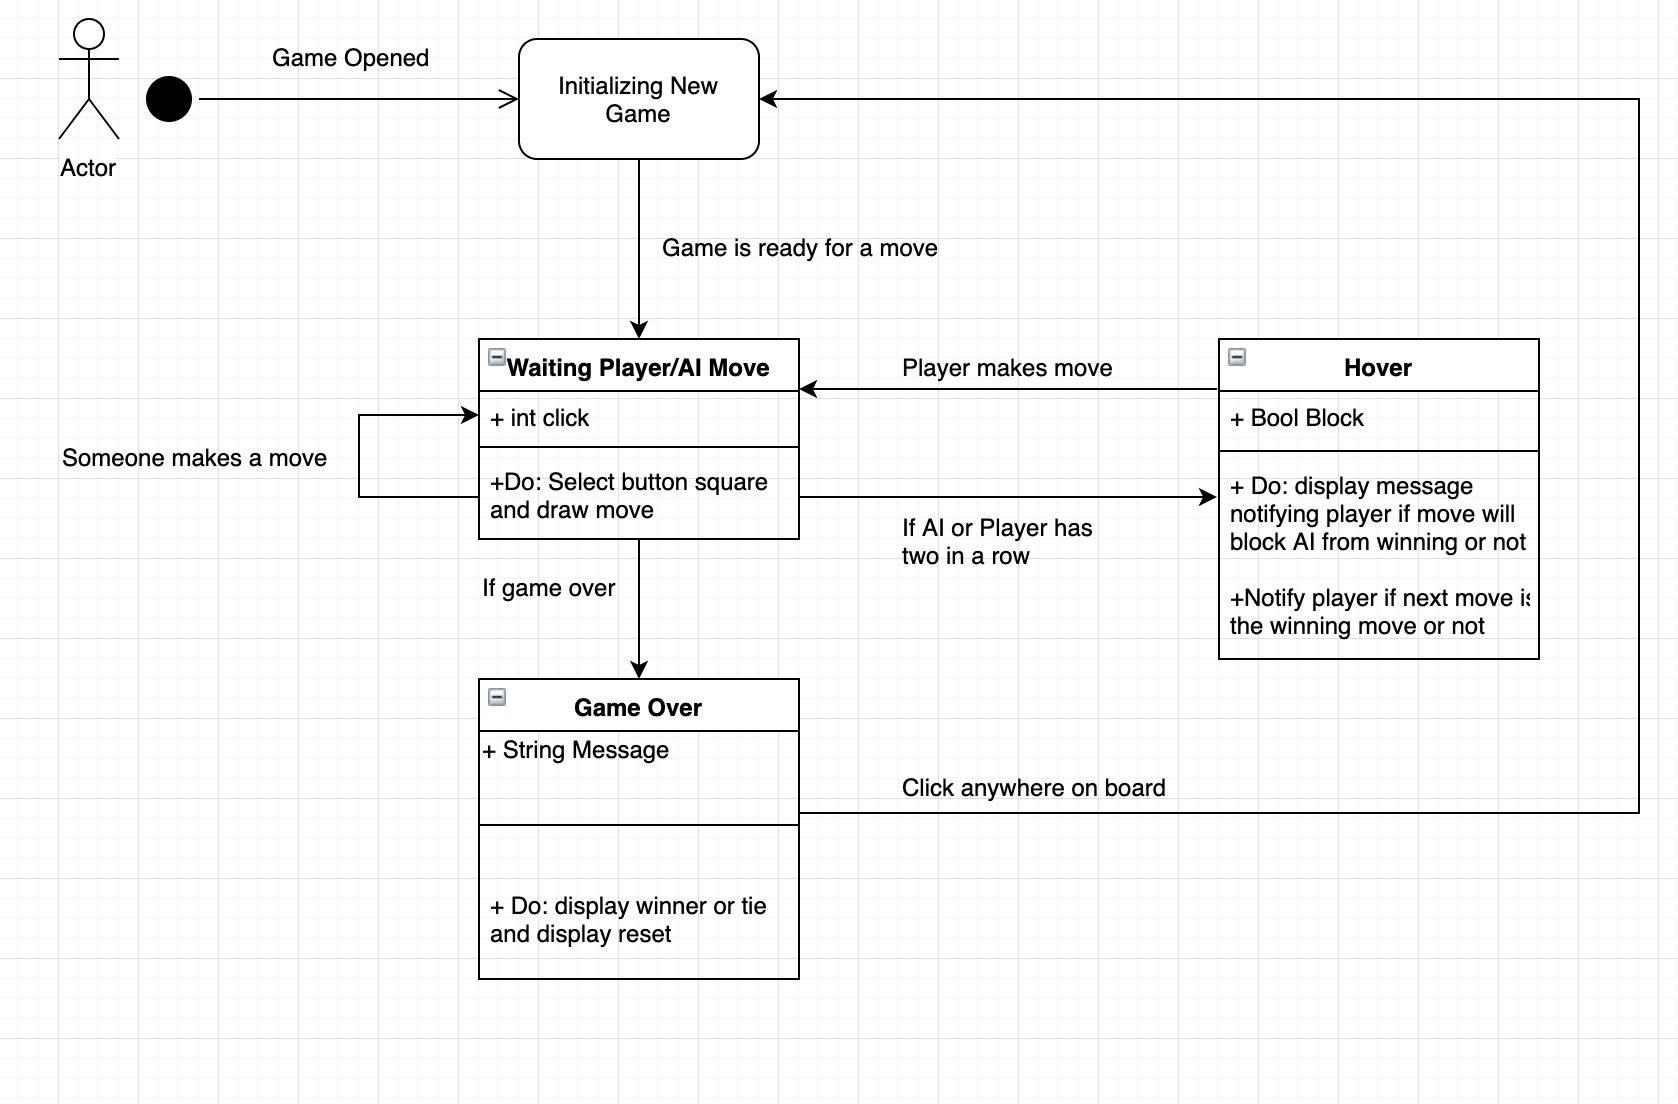 Game Opened
Initializing New
Game
Actor
Game is ready for a move
Waiting Player/AI Move
+ int click
+Do: Select button square
and draw move
Someone makes a move
Player makes move
If AI or Player has
two in a row
Hover
+ Bool Block
+ Do: display message
notifying player if move will
block AI from winning or not
+Notify player if next move is
the winning move or not
If game over
Game Over
+ String Message
+ Do: display winner or tie
and display reset
Click anywhere on board